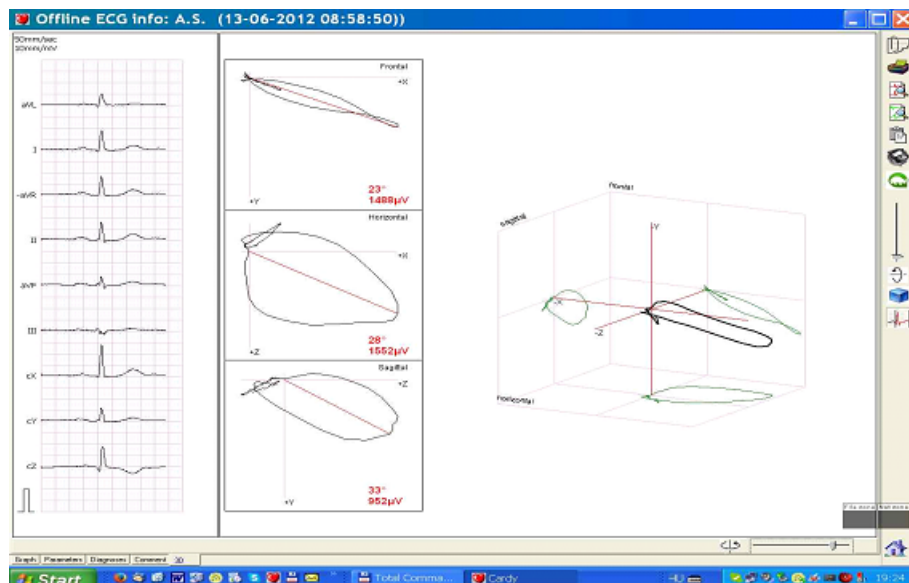 Offline ECG info: A.S. (13-06-2012 08:58:50))
50mm/sec
10mm/mV
aVL
I
-aVR
II
aVF
III
cX
cY
cZ
Frontal
+X
+Y
23°
1488µV
Horizontal
+X
+Z
28°
1552µV
Sagittal
+Z
+Y
33°
952µV
frontal
sagittal
-Y
-X
-Z
horizontal
Graph Parameters Diagnoses Comment 3D
Start
Total Comma...
Cardy
HU
19:24